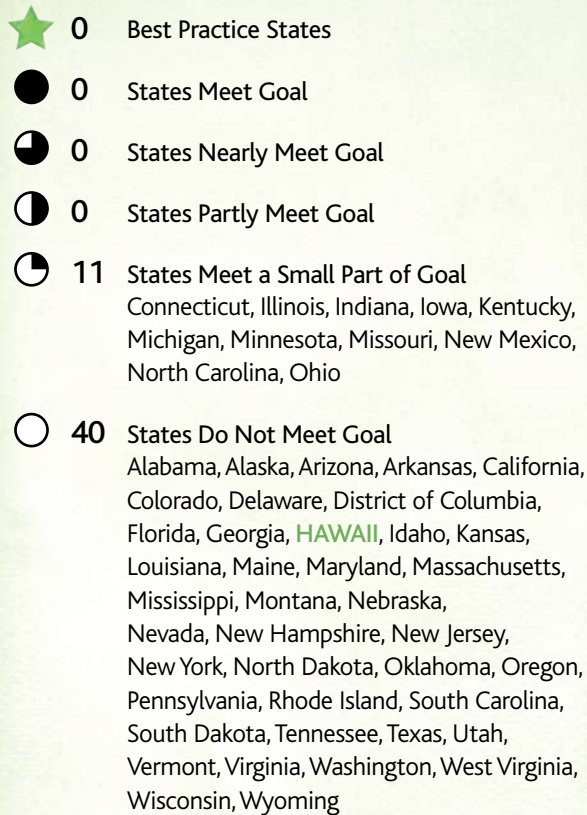 0 Best Practice States
0 States Meet Goal
0 States Nearly Meet Goal
0 States Partly Meet Goal
11 States Meet a Small Part of Goal
Connecticut, Illinois, Indiana, Iowa, Kentucky,
Michigan, Minnesota, Missouri, New Mexico,
North Carolina, Ohio
40 States Do Not Meet Goal
Alabama, Alaska, Arizona, Arkansas, California,
Colorado, Delaware, District of Columbia,
Florida, Georgia, HAWAII, Idaho, Kansas,
Louisiana, Maine, Maryland, Massachusetts,
Mississippi, Montana, Nebraska,
Nevada, New Hampshire, New Jersey,
New York, North Dakota, Oklahoma, Oregon,
Pennsylvania, Rhode Island, South Carolina,
South Dakota, Tennessee, Texas, Utah,
Vermont, Virginia, Washington, West Virginia,
Wisconsin, Wyoming